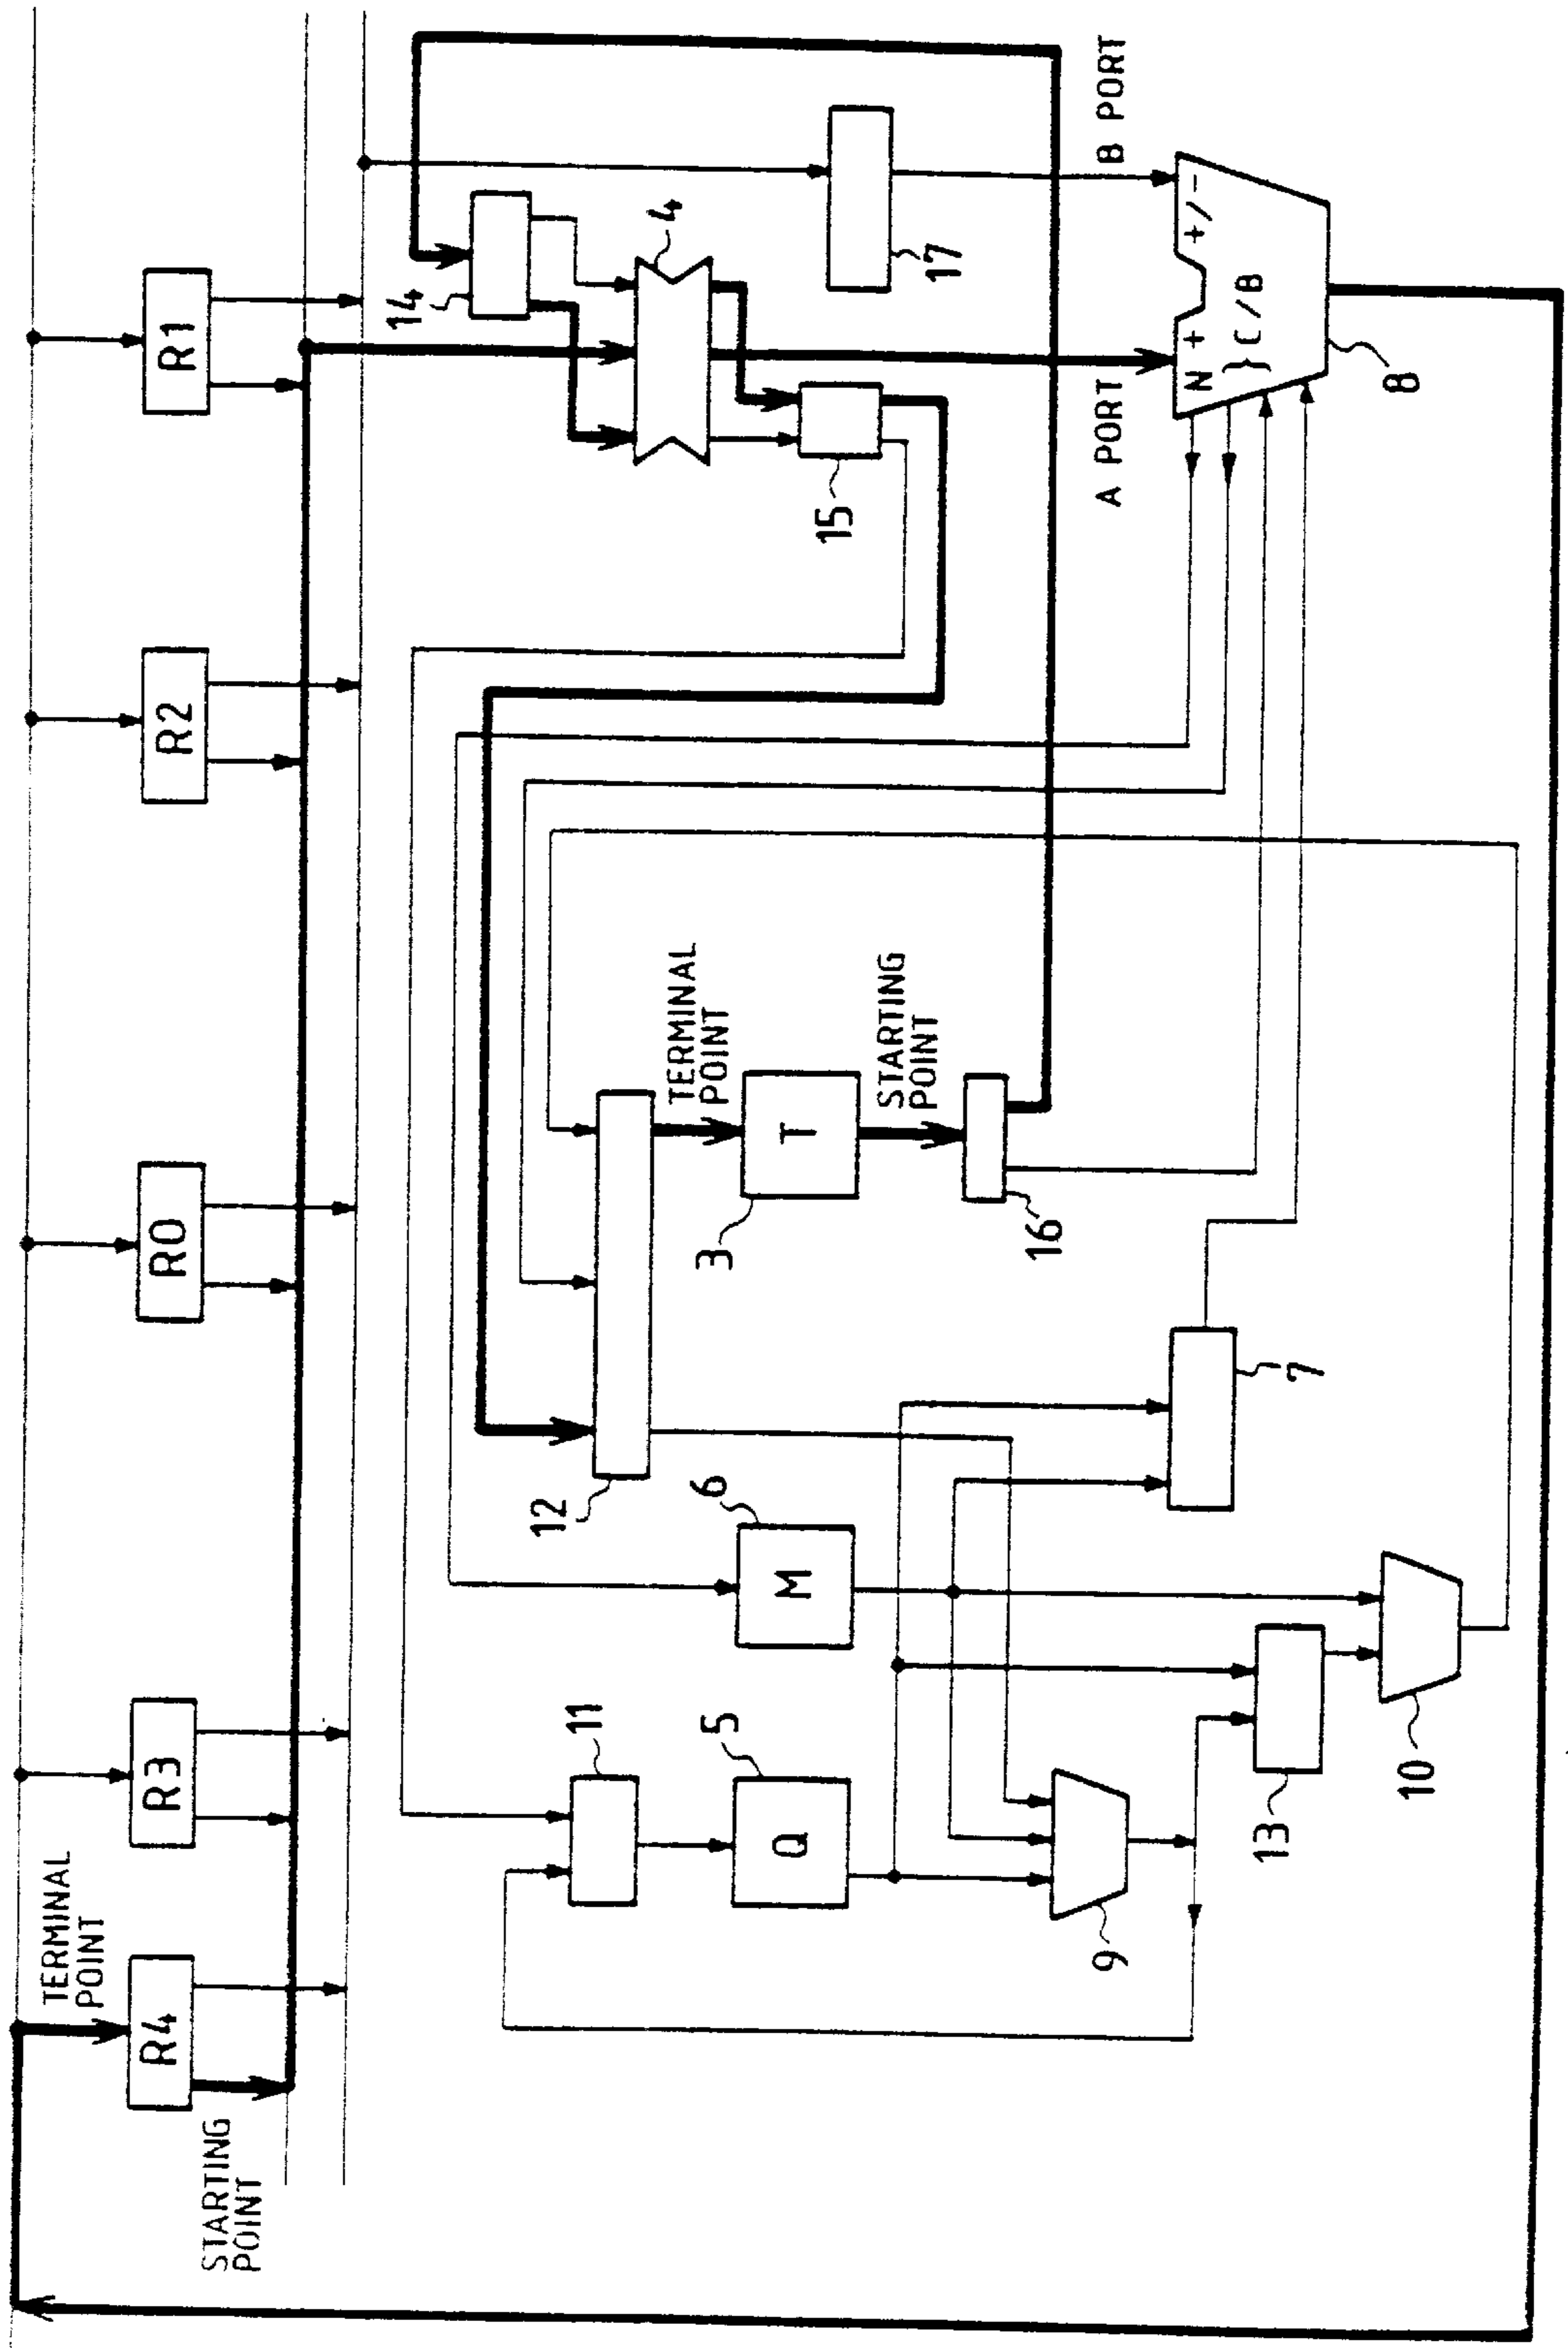 TERMINAL
POINT
R4
STARTING
POINT
R3
R0
R2
R1
14
4
17
15
A PORT
B PORT
N + +/-
} C/B
8
12
TERMINAL
POINT
T
3
STARTING
POINT
16
6
M
7
11
5
Q
9
13
10